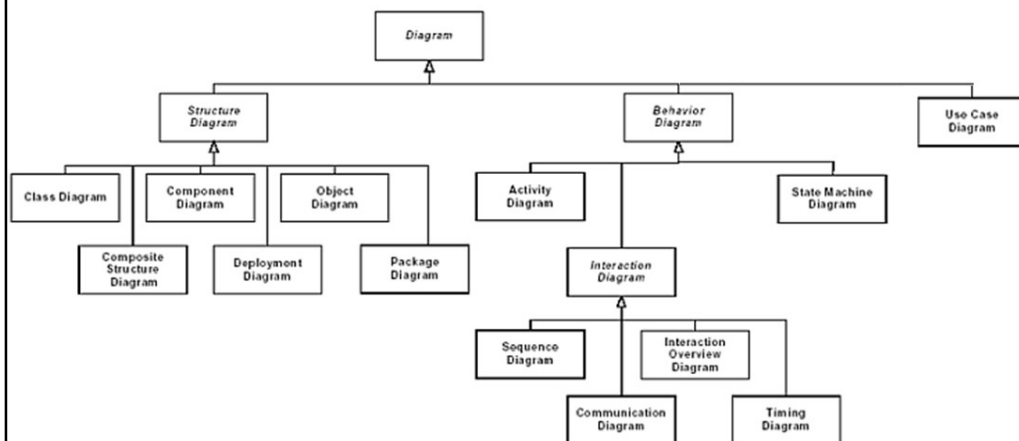 Diagram
Structure
Diagram
Behavior
Diagram
Use Case
Diagram
Class Diagram
Component
Diagram
Object
Diagram
Activity
Diagram
State Machine
Diagram
Composite
Structure
Diagram
Deployment
Diagram
Package
Diagram
Interaction
Diagram
Sequence
Diagram
Interaction
Overview
Diagram
Communication
Diagram
Timing
Diagram